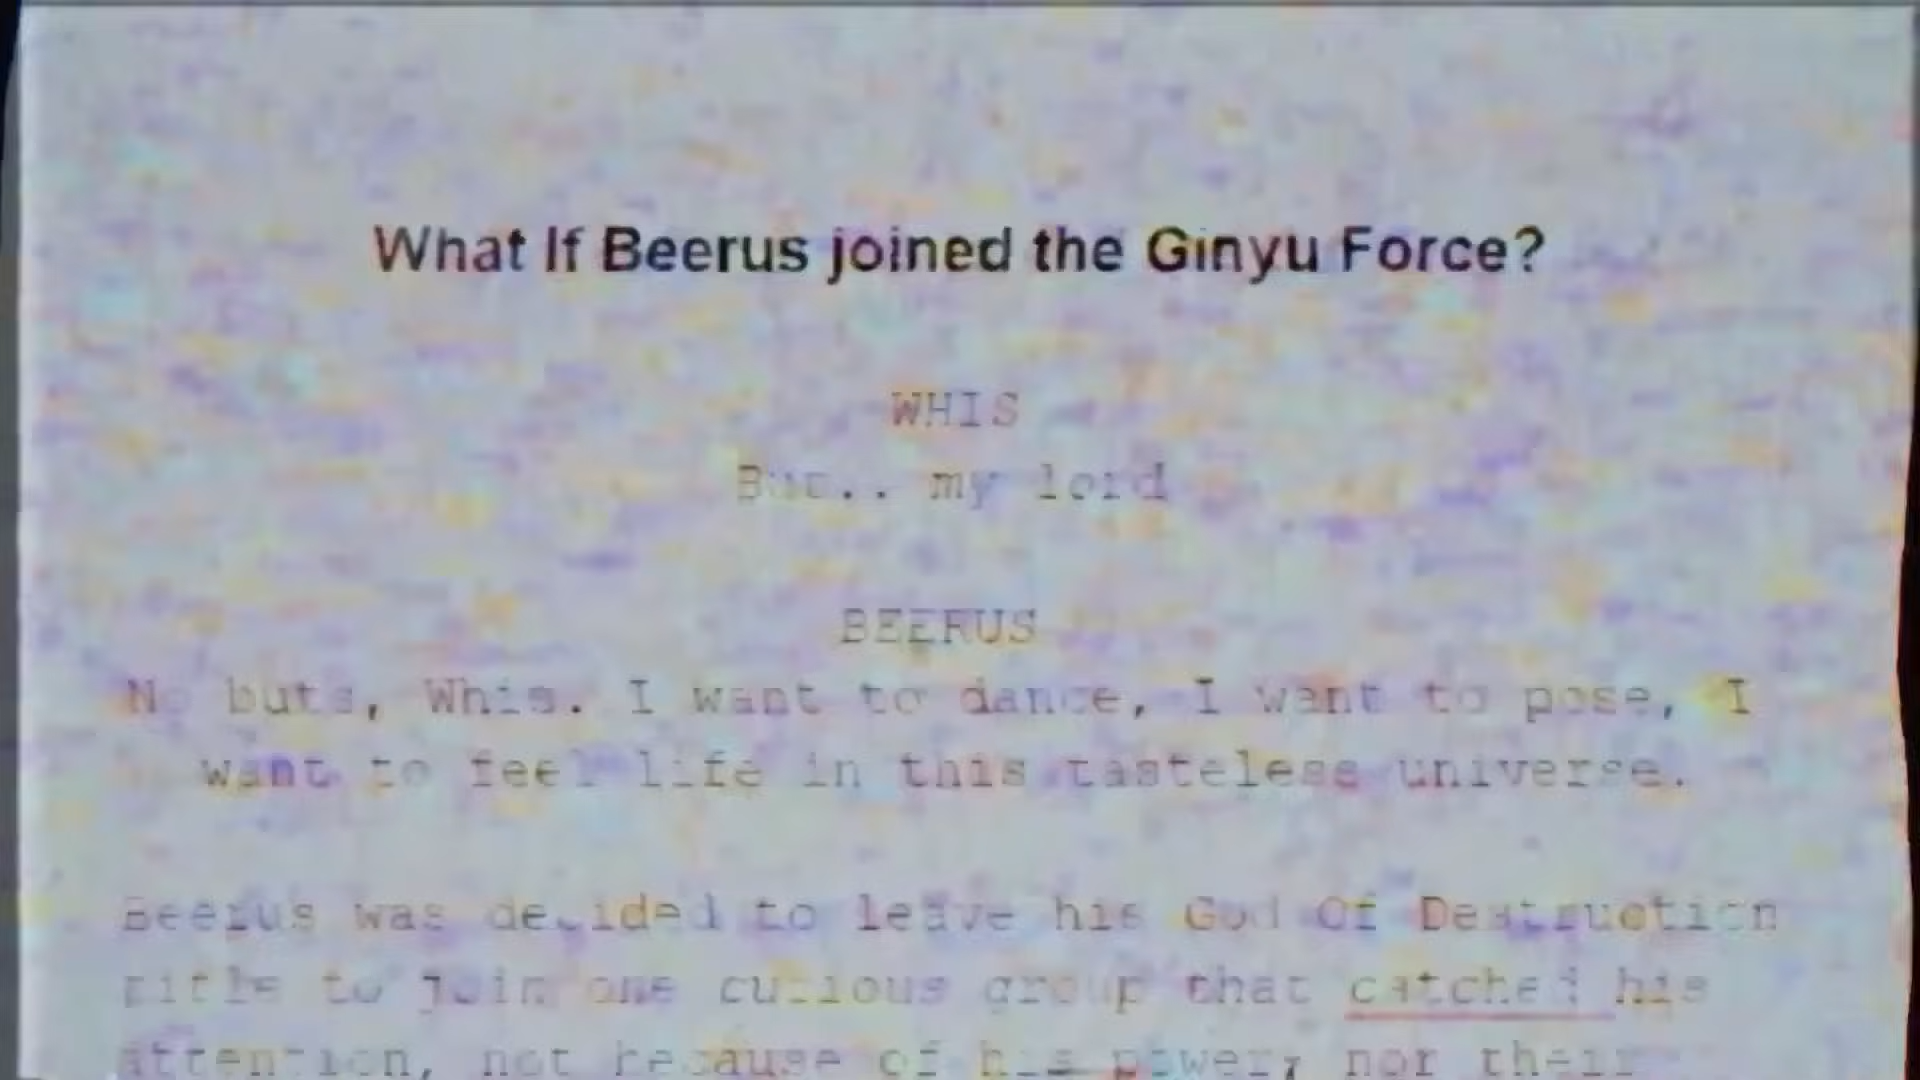 What If Beerus joined the Ginyu Force?
WHIS
But.. my lord
BEERUS
No buts, Whis. I want to dance, I want to pose, I
want to feel life in this tasteless universe.
Beerus was decided to leave his God Of Destruction
title to join one curious group that catched his
attention, not because of his power, nor their